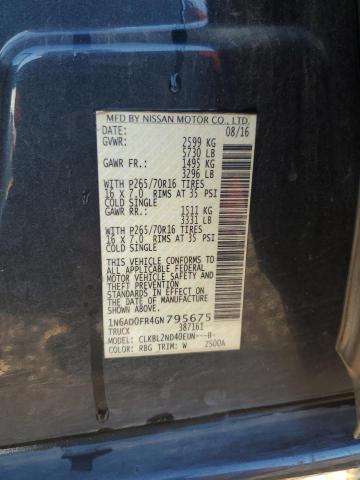 MFD BY NISSAN MOTOR CO., LTD.
DATE: 08/16
GVWR: 2599 KG
5730 LB
GAWR FR.: 1495 KG
3296 LB
WITH P265/70R16 TIRES
16 X 7.0 RIMS AT 35 PSI
COLD SINGLE
GAWR RR.: 1511 KG
3331 LB
WITH P265/70R16 TIRES
16 X 7.0 RIMS AT 35 PSI
COLD SINGLE
THIS VEHICLE CONFORMS TO
ALL APPLICABLE FEDERAL
MOTOR VEHICLE SAFETY
STANDARDS IN EFFECT ON
THE DATE OF MANUFACTURE
SHOWN ABOVE.
1N6AD0FR4GN795675
TRUCK 387161
MODEL: CLKBL2ND40EUN---B-
COLOR: RBG TRIM: W 2500A